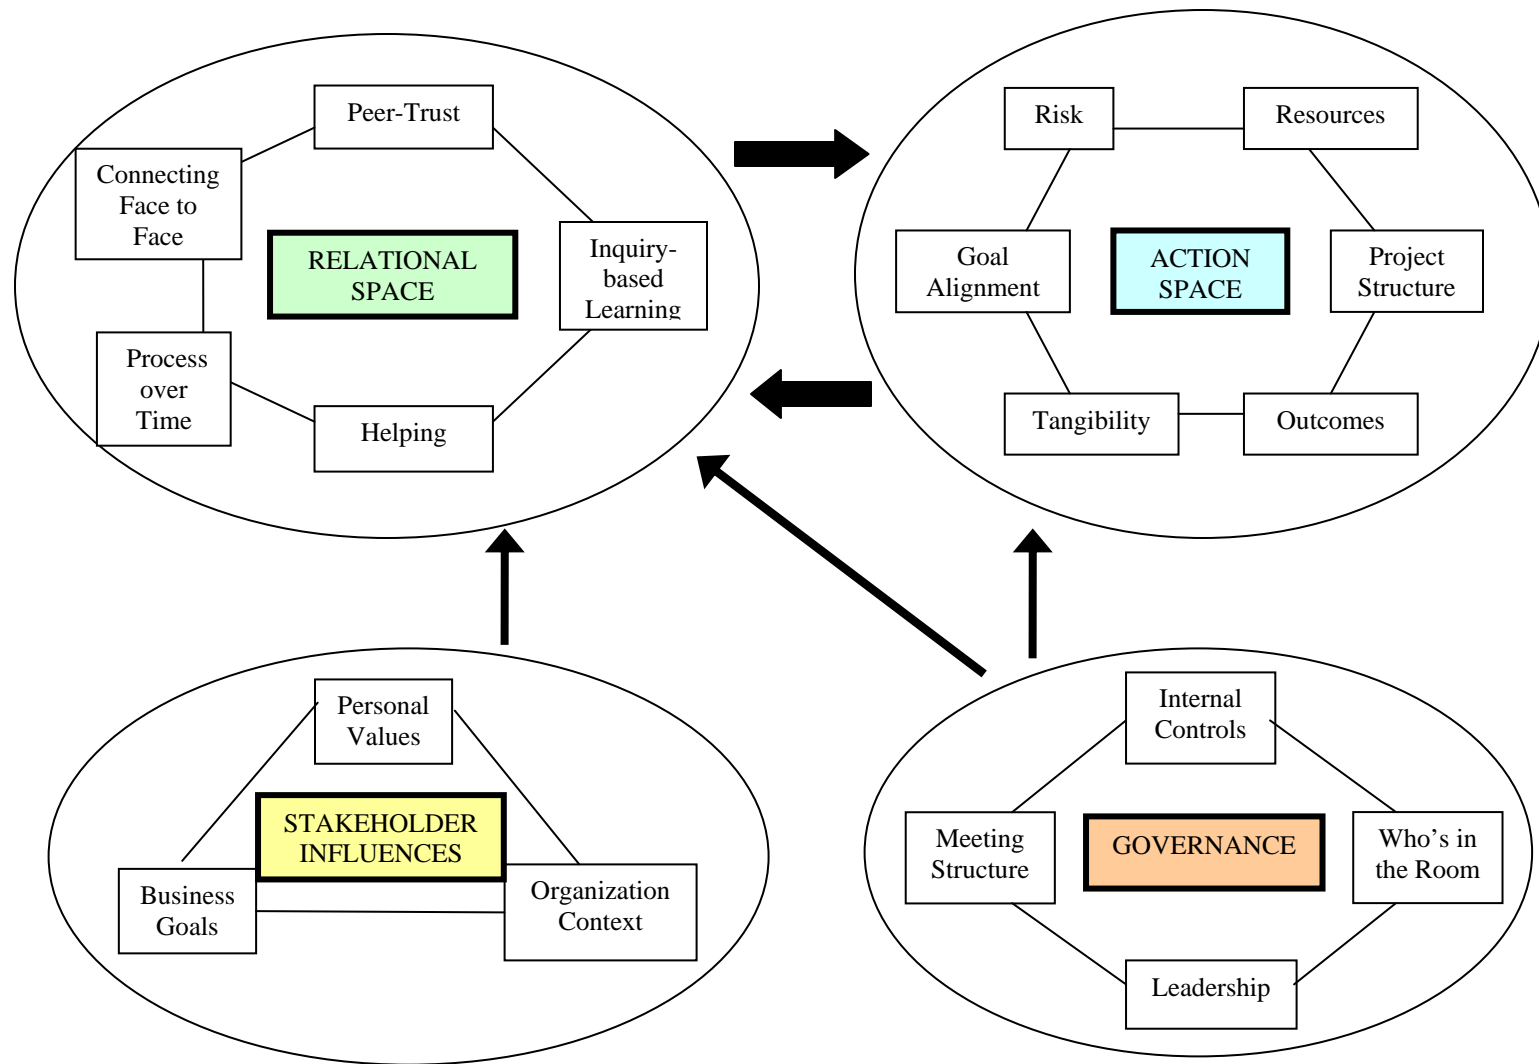 Peer-Trust
Connecting
Face to
Face
RELATIONAL
SPACE
Inquiry-
based
Learning
Process
over
Time
Helping
Risk
Resources
Goal
Alignment
ACTION
SPACE
Project
Structure
Tangibility
Outcomes
Personal
Values
STAKEHOLDER
INFLUENCES
Business
Goals
Organization
Context
Internal
Controls
Meeting
Structure
GOVERNANCE
Who's in
the Room
Leadership